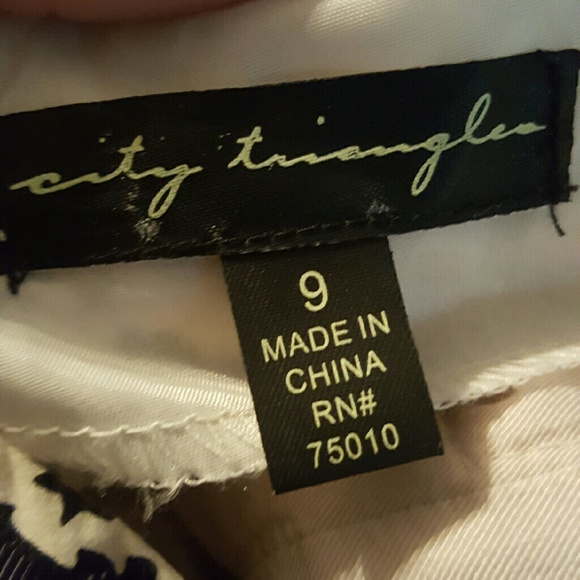 city triangles
9
MADE IN
CHINA
RN#
75010